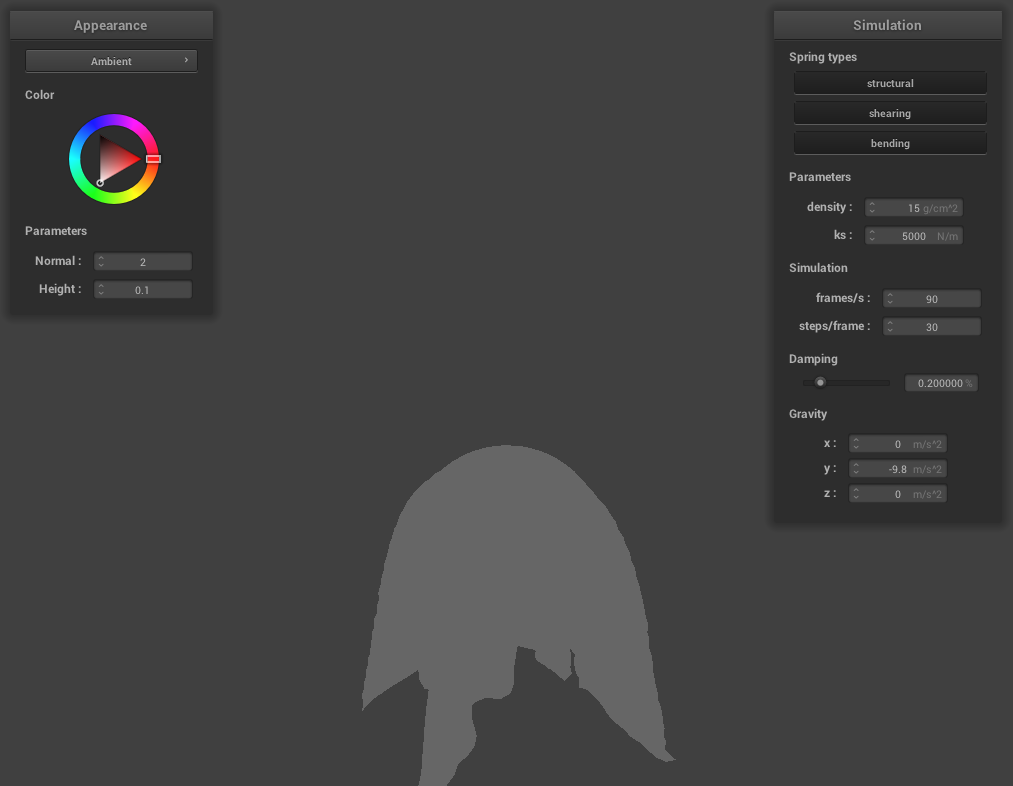 Appearance
Ambient
Color
Parameters
Normal : 2
Height : 0.1
Simulation
Spring types
structural
shearing
bending
Parameters
density : 15 g/cm^2
ks : 5000 N/m
Simulation
frames/s : 90
steps/frame : 30
Damping
0.200000 %
Gravity
x : 0 m/s^2
y : -9.8 m/s^2
z : 0 m/s^2